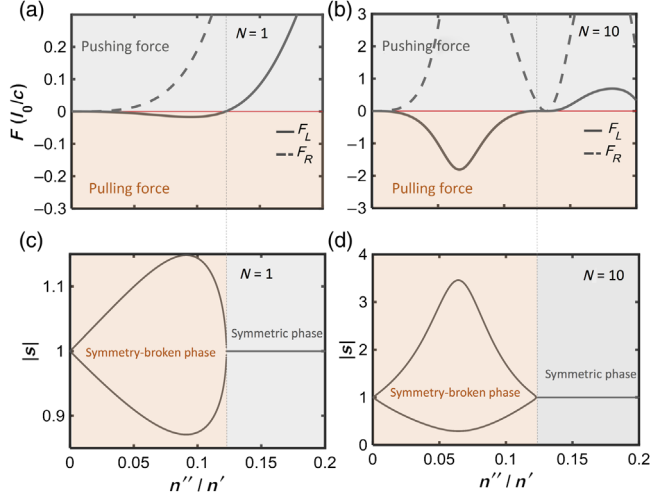 (a)
0.3
0.2
0.1
0
−0.1
−0.2
−0.3
F (I0/c)
N = 1
Pushing force
FL
FR
Pulling force
(b)
3
2
1
0
−1
−2
−3
N = 10
Pushing force
FL
FR
Pulling force
(c)
1.1
1
0.9
|s|
N = 1
Symmetry-broken phase
Symmetric phase
0
0.05
0.1
0.15
0.2
n''/ n'
(d)
4
3
2
1
0
|s|
N = 10
Symmetric phase
Symmetry-broken phase
0
0.05
0.1
0.15
0.2
n''/ n'